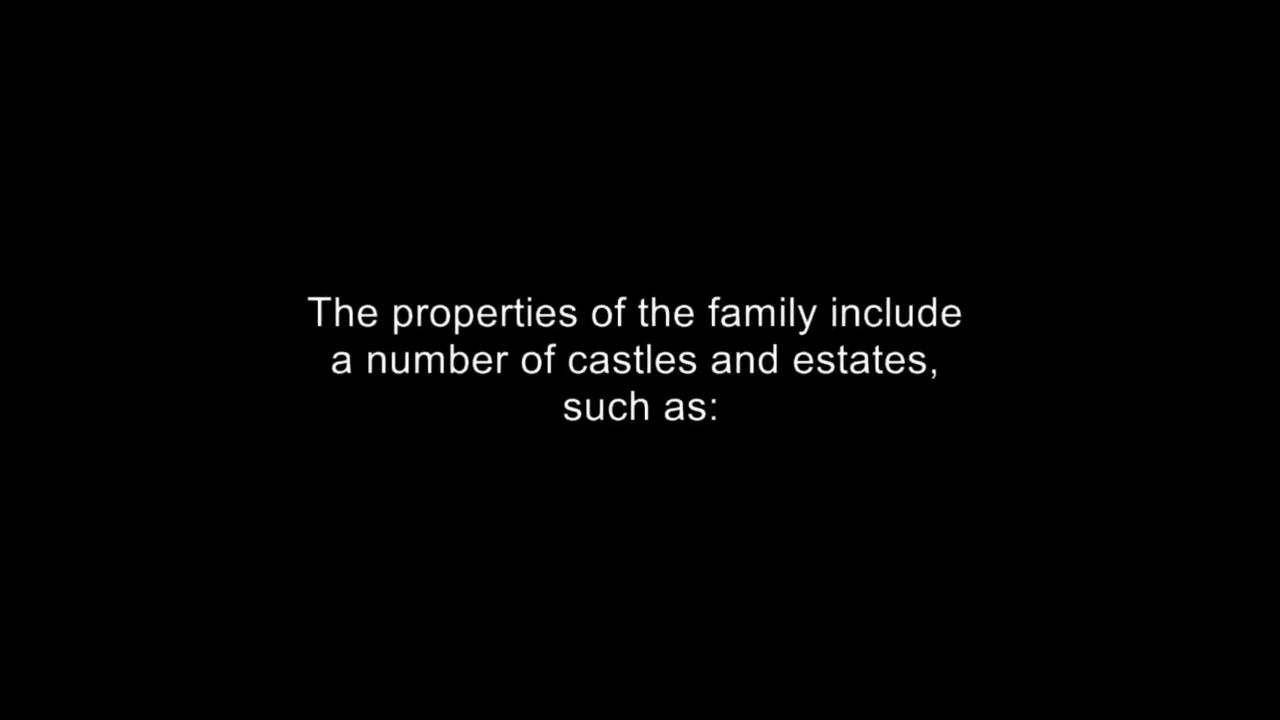 The properties of the family include
a number of castles and estates,
such as: